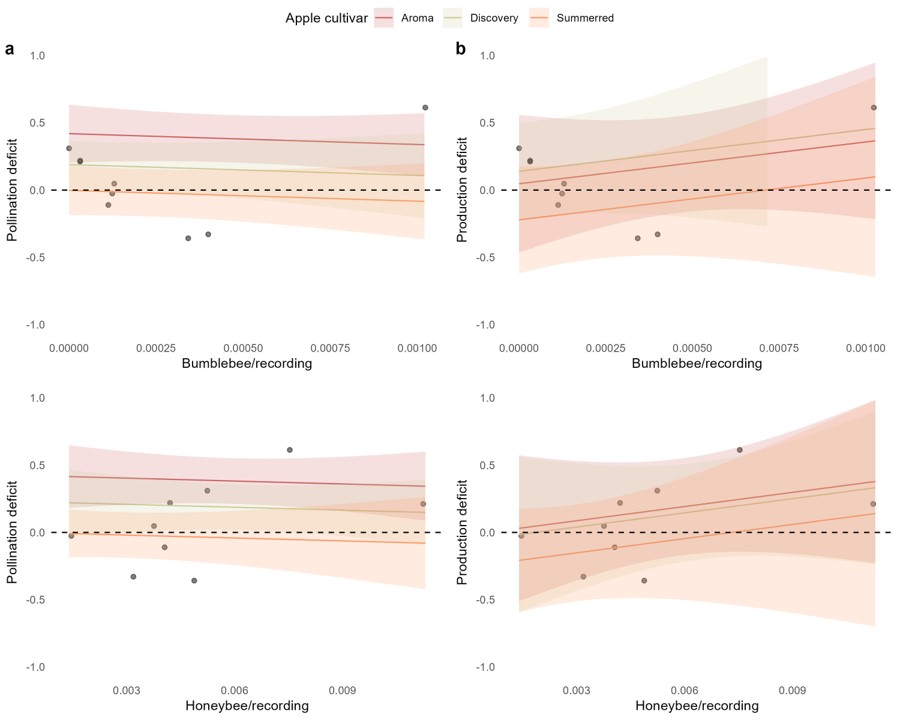 Apple cultivar Aroma Discovery Summerred
a
b
1.0
0.5
0.0
-0.5
-1.0
Pollination deficit
0.00000 0.00025 0.00050 0.00075 0.00100
Bumblebee/recording
1.0
0.5
0.0
-0.5
-1.0
Production deficit
0.00000 0.00025 0.00050 0.00075 0.00100
Bumblebee/recording
1.0
0.5
0.0
-0.5
-1.0
Pollination deficit
0.003 0.006 0.009
Honeybee/recording
1.0
0.5
0.0
-0.5
-1.0
Production deficit
0.003 0.006 0.009
Honeybee/recording